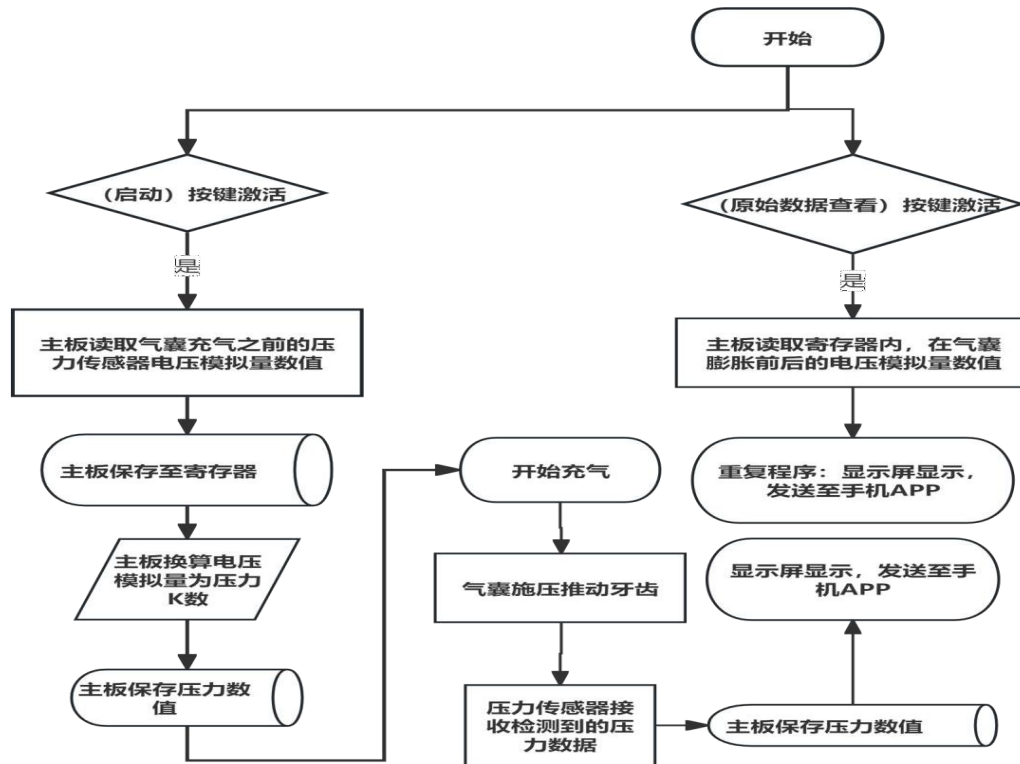 开始
（启动） 按键激活
是
主板读取气囊充气之前的压
力传感器电压模拟量数值
主板保存至寄存器
主板换算电压
模拟量为压力
K数
主板保存压力数
值
开始充气
气囊施压推动牙齿
压力传感器接
收检测到的压
力数据
主板保存压力数值
显示屏显示，发送至手
机APP
（原始数据查看） 按键激活
是
主板读取寄存器内，在气囊
膨胀前后的电压模拟量数值
重复程序：显示屏显示，
发送至手机APP